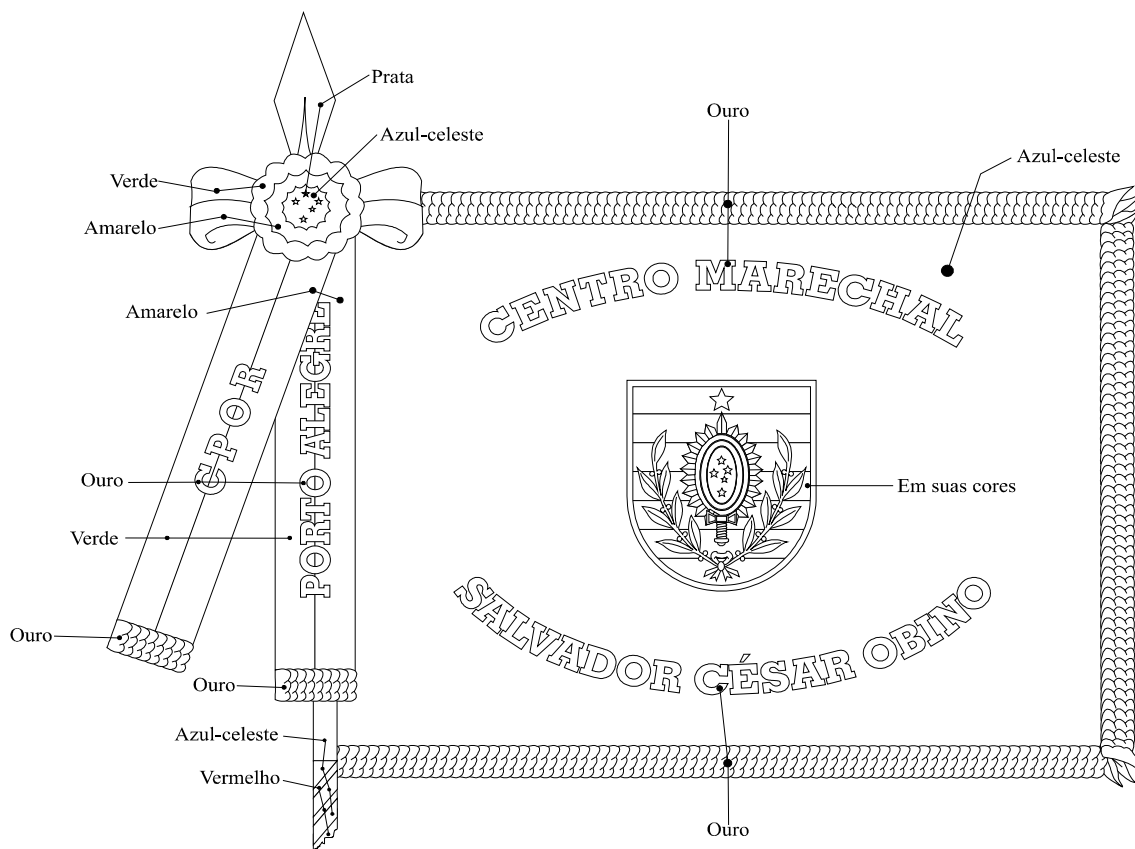 Prata
Ouro
Azul-celeste
Azul-celeste
Verde
Amarelo
CENTRO MARECHAL
Amarelo
PORTO ALEGRE
CPOR
Ouro
Em suas cores
Verde
SALVADOR CÉSAR OBINO
Ouro
Ouro
Azul-celeste
Vermelho
Ouro